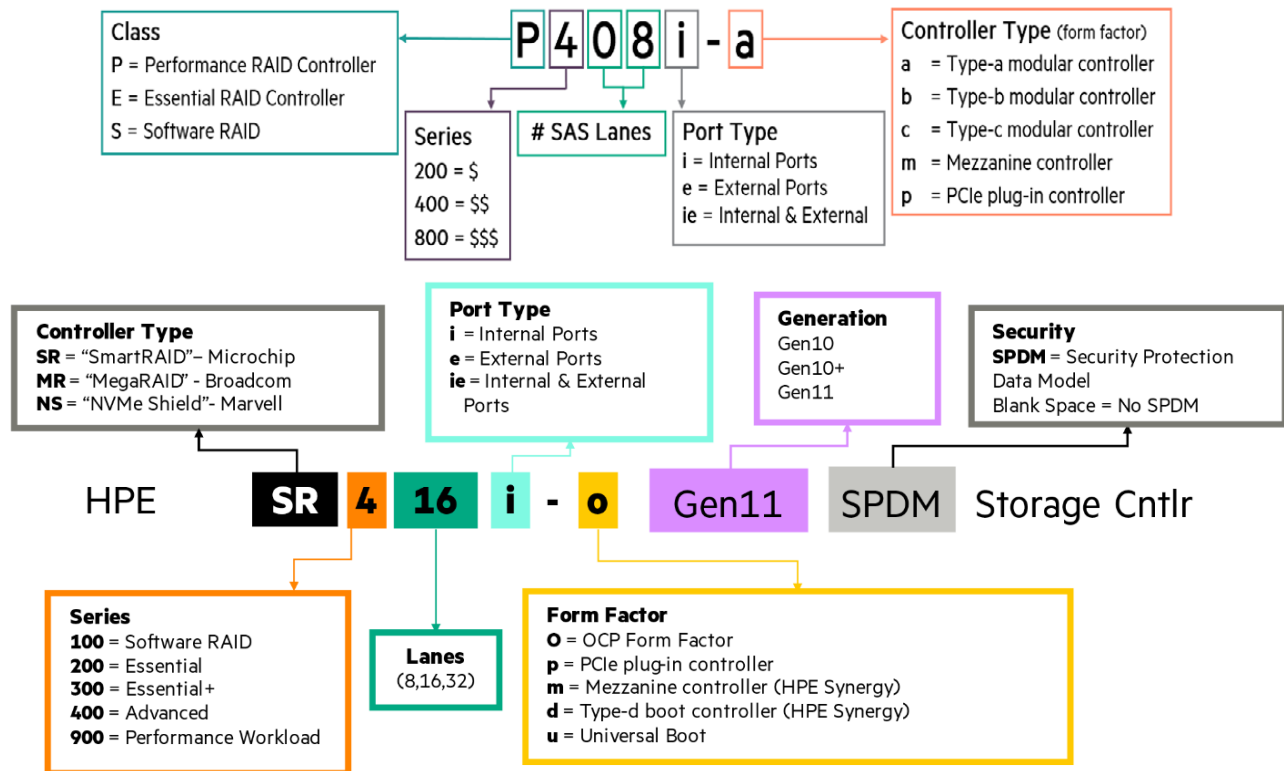 P408i-a
Class
P = Performance RAID Controller
E = Essential RAID Controller
S = Software RAID
Series
200 = $
400 = $$
800 = $$$
# SAS Lanes
Port Type
i = Internal Ports
e = External Ports
ie = Internal & External
Controller Type (form factor)
a = Type-a modular controller
b = Type-b modular controller
c = Type-c modular controller
m = Mezzanine controller
p = PCIe plug-in controller
Controller Type
SR = “SmartRAID”– Microchip
MR = “MegaRAID” - Broadcom
NS = “NVMe Shield”- Marvell
Port Type
i = Internal Ports
e = External Ports
ie = Internal & External
Ports
Generation
Gen10
Gen10+
Gen11
Security
SPDM = Security Protection
Data Model
Blank Space = No SPDM
HPE SR 4 16 i - o Gen11 SPDM Storage Cntlr
Series
100 = Software RAID
200 = Essential
300 = Essential+
400 = Advanced
900 = Performance Workload
Lanes
(8,16,32)
Form Factor
O = OCP Form Factor
p = PCIe plug-in controller
m = Mezzanine controller (HPE Synergy)
d = Type-d boot controller (HPE Synergy)
u = Universal Boot